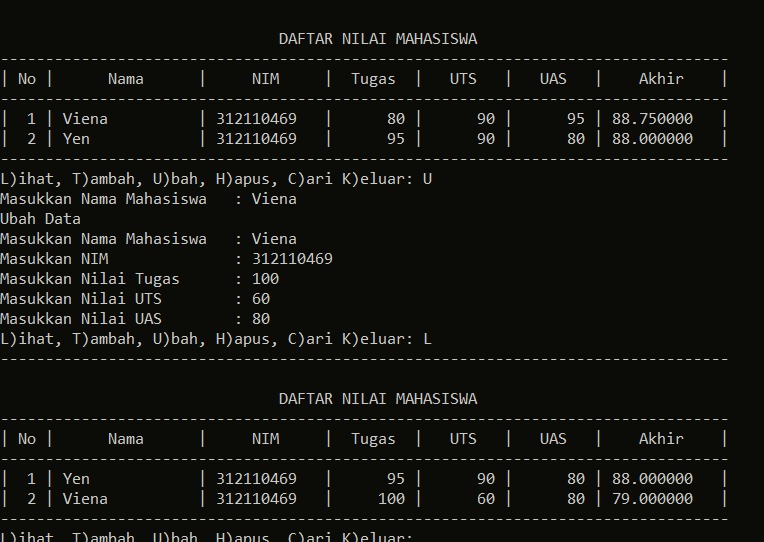 DAFTAR NILAI MAHASISWA
--------------------------------------------------------------------------------
| No |      Nama      |     NIM     |  Tugas  |   UTS   |   UAS   |    Akhir    |
--------------------------------------------------------------------------------
|  1 | Viena          | 312110469   |      80 |      90 |      95 | 88.750000   |
|  2 | Yen            | 312110469   |      95 |      90 |      80 | 88.000000   |
--------------------------------------------------------------------------------
L)ihat, T)ambah, U)bah, H)apus, C)ari K)eluar: U
Masukkan Nama Mahasiswa   : Viena
Ubah Data
Masukkan Nama Mahasiswa   : Viena
Masukkan NIM              : 312110469
Masukkan Nilai Tugas      : 100
Masukkan Nilai UTS        : 60
Masukkan Nilai UAS        : 80
L)ihat, T)ambah, U)bah, H)apus, C)ari K)eluar: L
--------------------------------------------------------------------------------
DAFTAR NILAI MAHASISWA
--------------------------------------------------------------------------------
| No |      Nama      |     NIM     |  Tugas  |   UTS   |   UAS   |    Akhir    |
--------------------------------------------------------------------------------
|  1 | Yen            | 312110469   |      95 |      90 |      80 | 88.000000   |
|  2 | Viena          | 312110469   |     100 |      60 |      80 | 79.000000   |
--------------------------------------------------------------------------------
L)ihat, T)ambah, U)bah, H)apus, C)ari K)eluar: